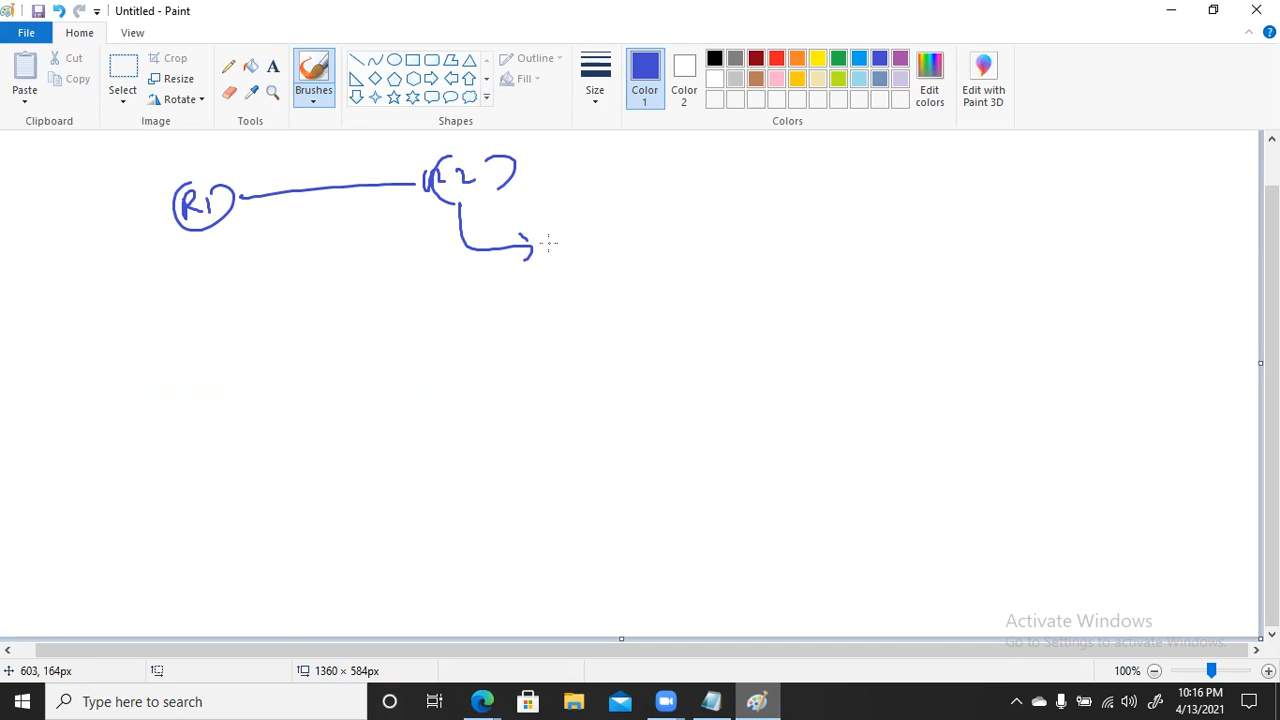 Untitled - Paint
File Home View
Paste
Cut
Copy
Clipboard
Select
Crop
Resize
Rotate
Image
A
Tools
Brushes
Shapes
Outline
Fill
Size
Color 1
Color 2
Edit colors
Edit with Paint 3D
Colors
R1
R2
Activate Windows
Go to Settings to activate Windows.
603, 164px
1360 × 584px
100%
Type here to search
10:16 PM
4/13/2021